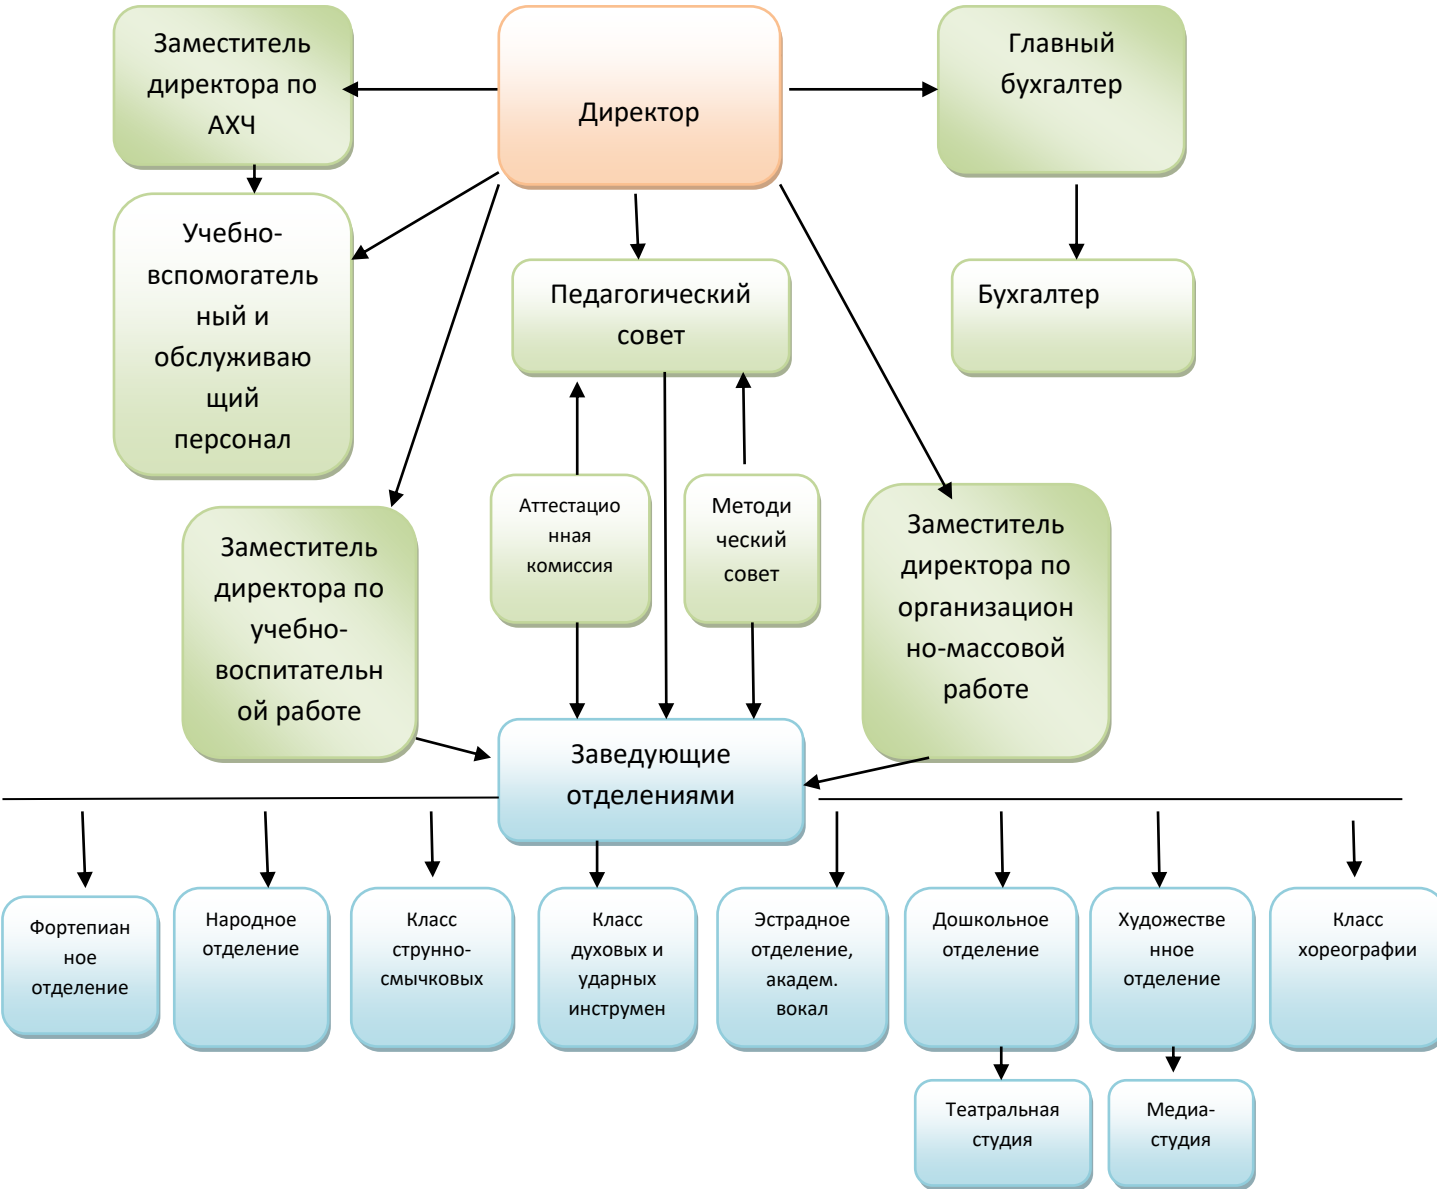 Заместитель
директора по
АХЧ
Директор
Главный
бухгалтер
Учебно-
вспомогатель
ный и
обслуживаю
щий
персонал
Педагогический
совет
Бухгалтер
Аттестацио
нная
комиссия
Методи
ческий
совет
Заместитель
директора по
учебно-
воспитательн
ой работе
Заместитель
директора по
организацион
но-массовой
работе
Заведующие
отделениями
Фортепиан
ное
отделение
Народное
отделение
Класс
струнно-
смычковых
Класс
духовых и
ударных
инструмен
Эстрадное
отделение,
академ.
вокал
Дошкольное
отделение
Художестве
нное
отделение
Класс
хореографии
Театральная
студия
Медиа-
студия